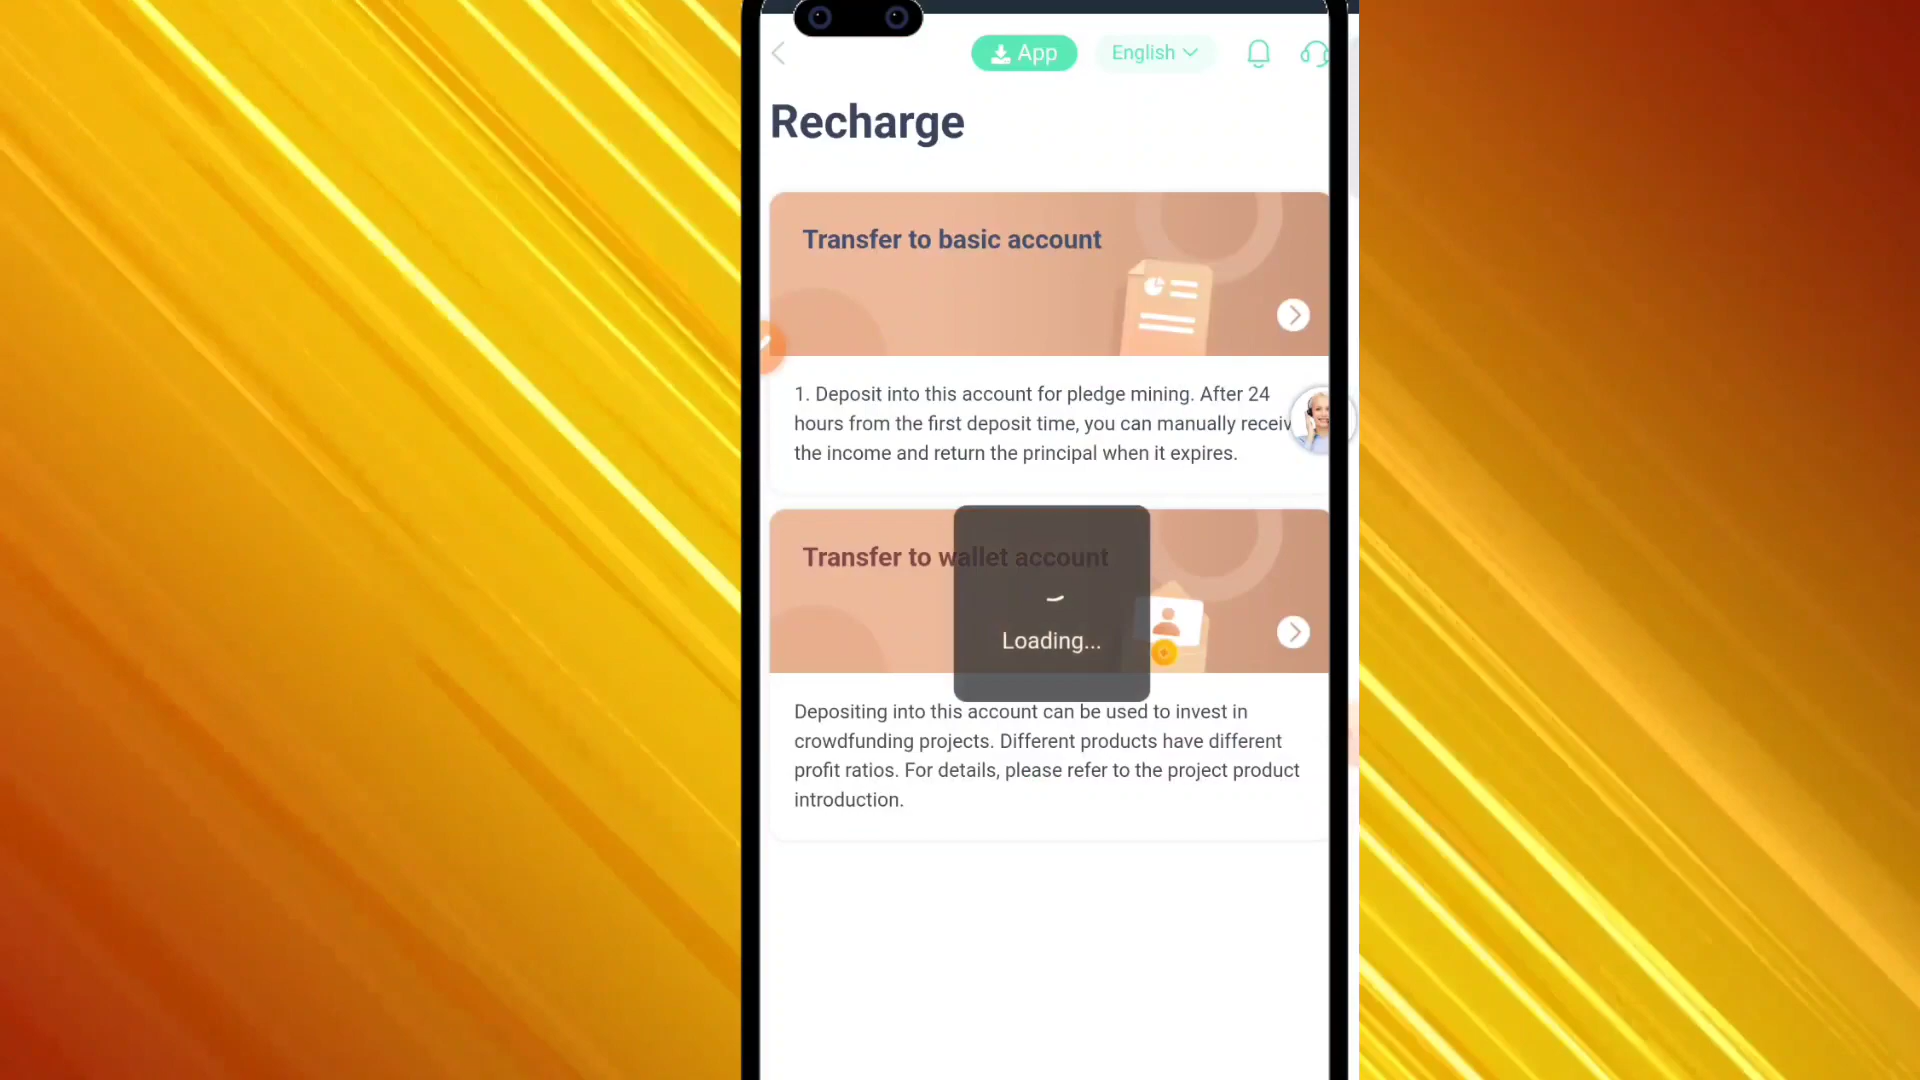 App
English
Recharge
Transfer to basic account
1. Deposit into this account for pledge mining. After 24
hours from the first deposit time, you can manually receiv
the income and return the principal when it expires.
Transfer to wallet account
Loading...
Depositing into this account can be used to invest in
crowdfunding projects. Different products have different
profit ratios. For details, please refer to the project product
introduction.